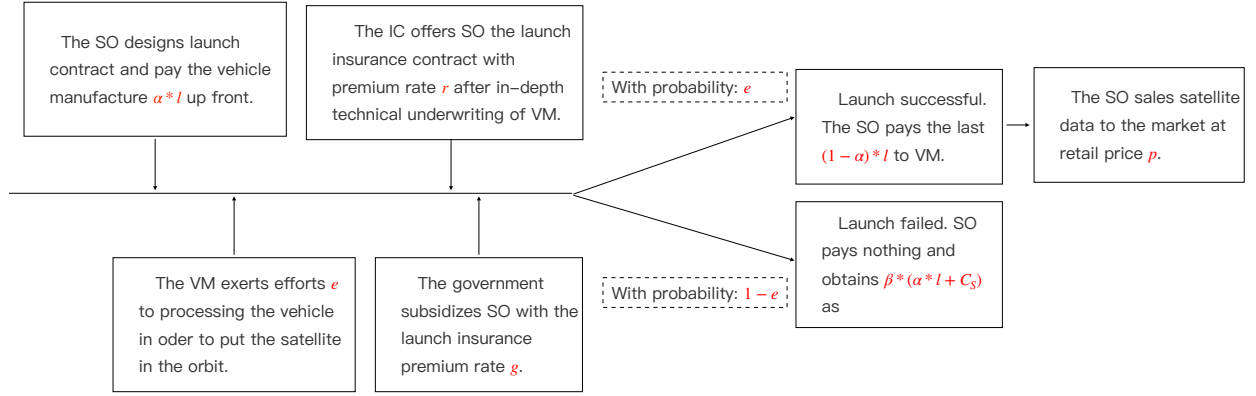 The SO designs launch
contract and pay the vehicle
manufacture α * l up front.
The IC offers SO the launch
insurance contract with
premium rate r after in-depth
technical underwriting of VM.
With probability: e
Launch successful.
The SO pays the last
(1 − α) * l to VM.
The SO sales satellite
data to the market at
retail price p.
The VM exerts efforts e
to processing the vehicle
in oder to put the satellite
in the orbit.
The government
subsidizes SO with the
launch insurance
premium rate g.
With probability: 1 − e
Launch failed. SO
pays nothing and
obtains β * (α * l + C_S)
as